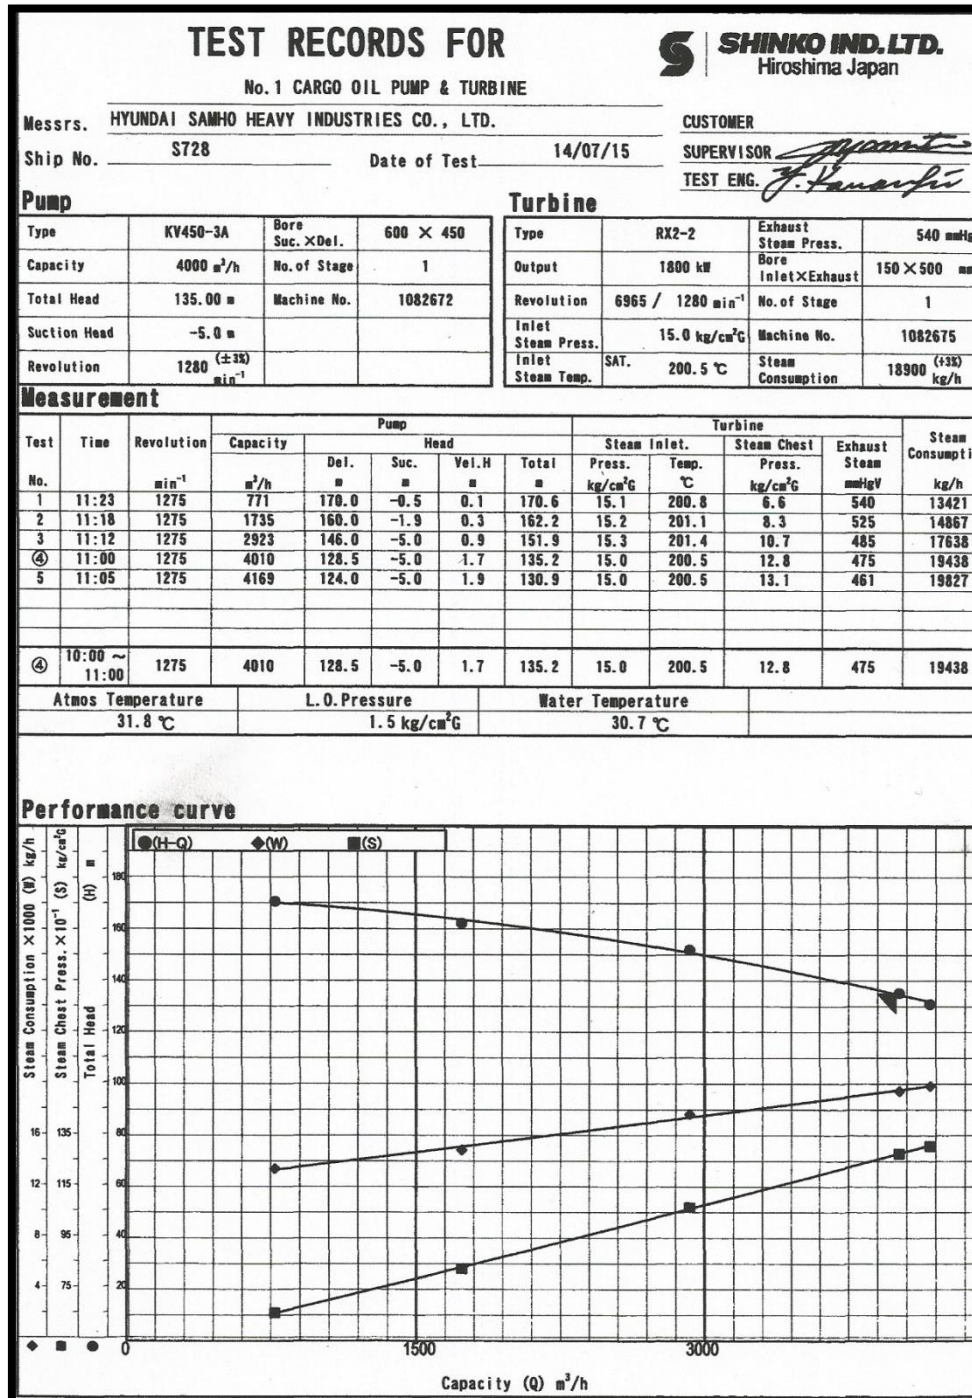 TEST RECORDS FOR
SHINKO IND. LTD.
Hiroshima Japan
No. 1 CARGO OIL PUMP & TURBINE
Messrs. HYUNDAI SAMHO HEAVY INDUSTRIES CO., LTD.
CUSTOMER
Ship No. S728 Date of Test 14/07/15
SUPERVISOR
TEST ENG.
Pump
Type KV450-3A Bore Suc. ×Del. 600 × 450
Capacity 4000 m³/h No. of Stage 1
Total Head 135.00 m Machine No. 1082672
Suction Head -5.0 m
Revolution 1280 (±3%) min⁻¹
Turbine
Type RX2-2 Exhaust Steam Press. 540 mmHg
Output 1800 kW Bore Inlet×Exhaust 150×500 mm
Revolution 6965 / 1280 min⁻¹ No. of Stage 1
Inlet Steam Press. 15.0 kg/cm²G Machine No. 1082675
Inlet Steam Temp. SAT. 200.5 ℃ Steam Consumption 18900 (+3%) kg/h
Measurement
Pump Turbine
Test Time Revolution Capacity Head Steam Inlet. Steam Chest Exhaust Steam Steam Consumpti
Del. Suc. Vel.H Total Press. Temp. Press.
No. min⁻¹ m³/h m m m m kg/cm²G ℃ kg/cm²G mmHgV kg/h
1 11:23 1275 771 170.0 -0.5 0.1 170.6 15.1 200.8 6.6 540 13421
2 11:18 1275 1735 160.0 -1.9 0.3 162.2 15.2 201.1 8.3 525 14867
3 11:12 1275 2923 146.0 -5.0 0.9 151.9 15.3 201.4 10.7 485 17638
④ 11:00 1275 4010 128.5 -5.0 1.7 135.2 15.0 200.5 12.8 475 19438
5 11:05 1275 4169 124.0 -5.0 1.9 130.9 15.0 200.5 13.1 461 19827
④ 10:00 ~ 11:00 1275 4010 128.5 -5.0 1.7 135.2 15.0 200.5 12.8 475 19438
Atmos Temperature L.O.Pressure Water Temperature
31.8 ℃ 1.5 kg/cm²G 30.7 ℃
Performance curve
Steam Consumption ×1000 (W) kg/h
Steam Chest Press. ×10⁻¹ (S) kg/cm²G
Total Head (H) m
●(H-Q) ◆(W) ■(S)
180
160
140
120
100
16 135 80
12 115 60
8 95 40
4 75 20
◆ ■ ● 0 1500 3000
Capacity (Q) m³/h